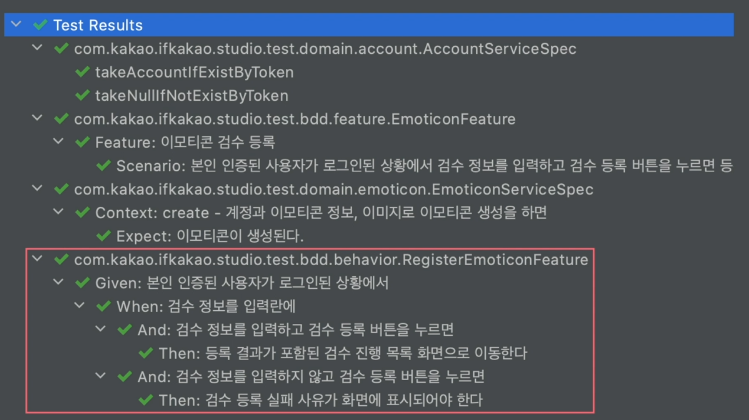 Test Results
com.kakao.ifkakao.studio.test.domain.account.AccountServiceSpec
takeAccountIfExistByToken
takeNullIfNotExistByToken
com.kakao.ifkakao.studio.test.bdd.feature.EmoticonFeature
Feature: 이모티콘 검수 등록
Scenario: 본인 인증된 사용자가 로그인된 상황에서 검수 정보를 입력하고 검수 등록 버튼을 누르면 등
com.kakao.ifkakao.studio.test.domain.emoticon.EmoticonServiceSpec
Context: create - 계정과 이모티콘 정보, 이미지로 이모티콘 생성을 하면
Expect: 이모티콘이 생성된다.
com.kakao.ifkakao.studio.test.bdd.behavior.RegisterEmoticonFeature
Given: 본인 인증된 사용자가 로그인된 상황에서
When: 검수 정보를 입력란에
And: 검수 정보를 입력하고 검수 등록 버튼을 누르면
Then: 등록 결과가 포함된 검수 진행 목록 화면으로 이동한다
And: 검수 정보를 입력하지 않고 검수 등록 버튼을 누르면
Then: 검수 등록 실패 사유가 화면에 표시되어야 한다